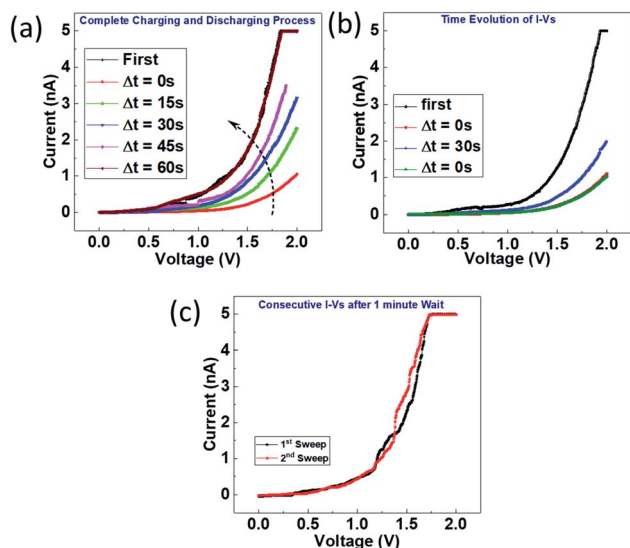 (a)
Complete Charging and Discharging Process
First
Δt = 0s
Δt = 15s
Δt = 30s
Δt = 45s
Δt = 60s
Current (nA)
5
4
3
2
1
0
0.0 0.5 1.0 1.5 2.0
Voltage (V)
(b)
Time Evolution of I-Vs
first
Δt = 0s
Δt = 30s
Δt = 0s
Current (nA)
5
4
3
2
1
0
0.0 0.5 1.0 1.5 2.0
Voltage (V)
(c)
Consecutive I-Vs after 1 minute Wait
1st Sweep
2nd Sweep
Current (nA)
5
4
3
2
1
0
0.0 0.5 1.0 1.5 2.0
Voltage (V)